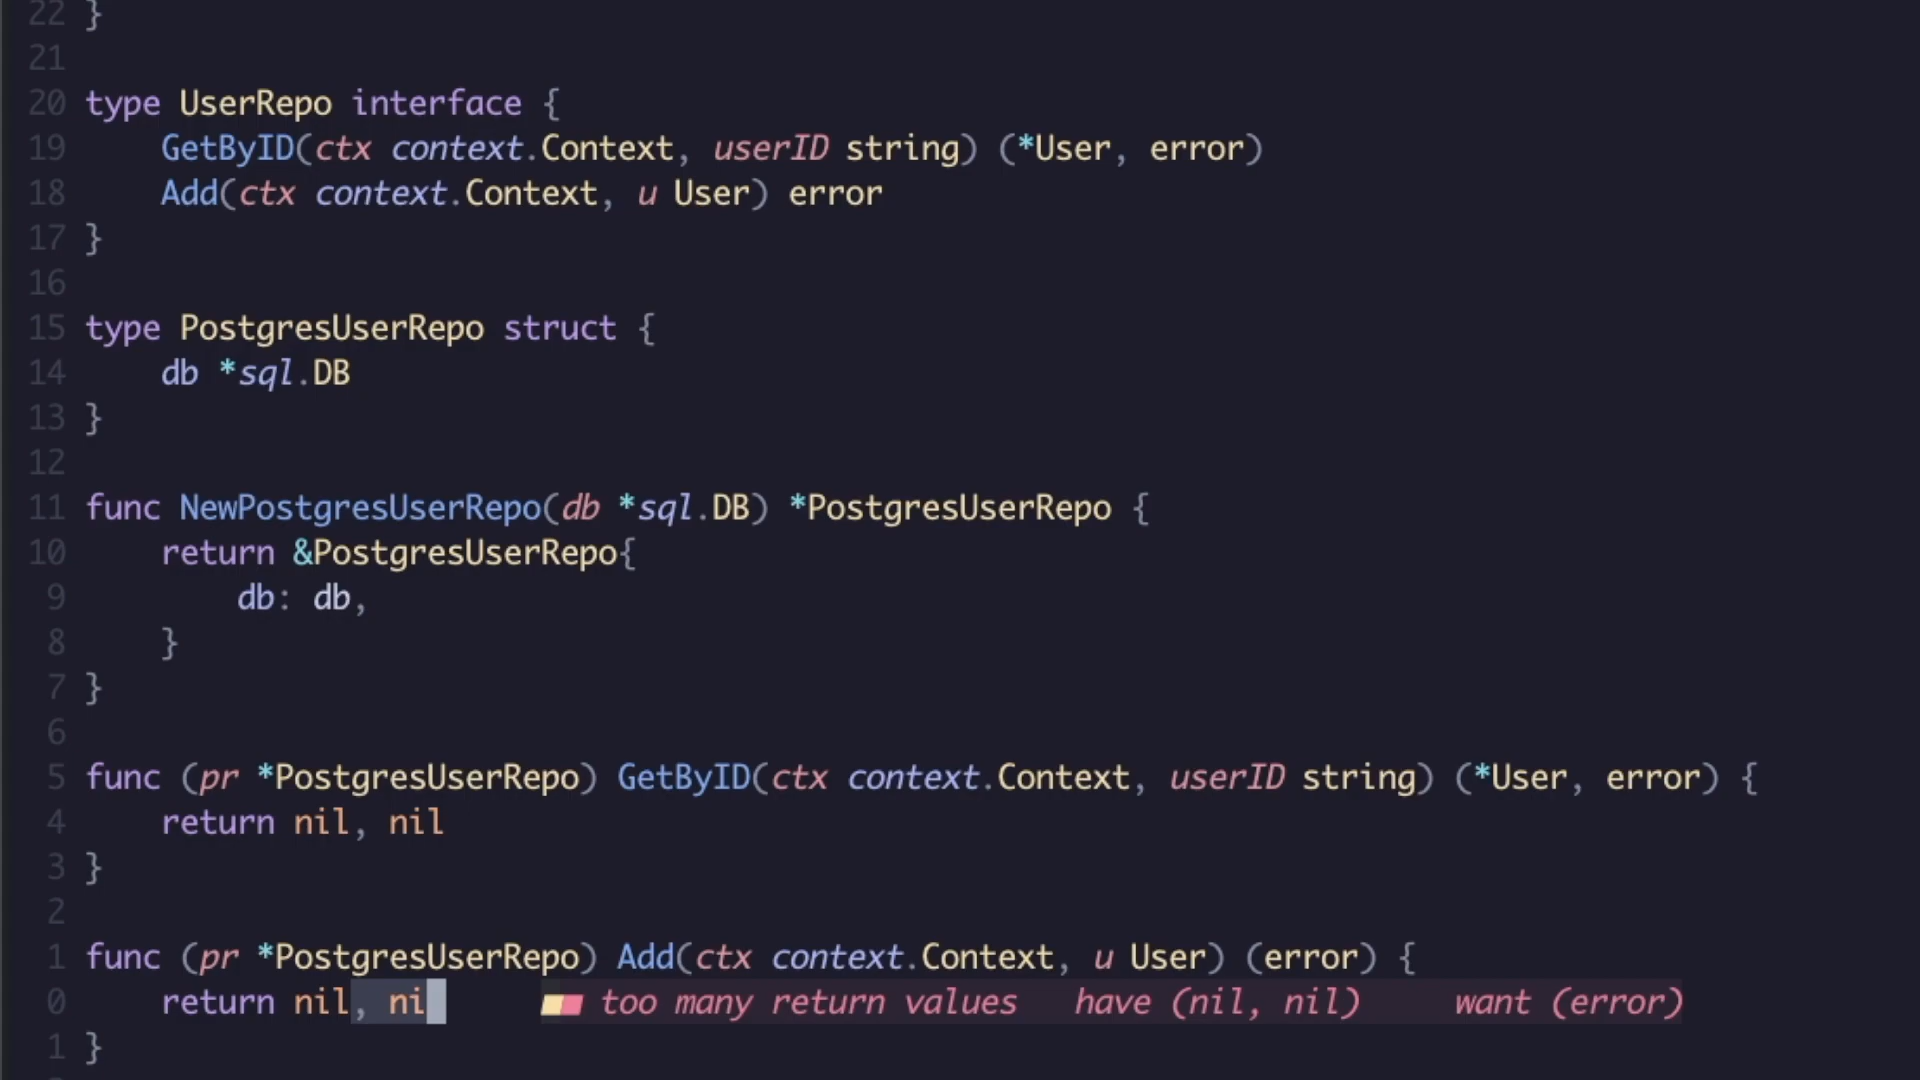 22 }
21
20 type UserRepo interface {
19     GetByID(ctx context.Context, userID string) (*User, error)
18     Add(ctx context.Context, u User) error
17 }
16
15 type PostgresUserRepo struct {
14     db *sql.DB
13 }
12
11 func NewPostgresUserRepo(db *sql.DB) *PostgresUserRepo {
10     return &PostgresUserRepo{
9         db: db,
8     }
7 }
6
5 func (pr *PostgresUserRepo) GetByID(ctx context.Context, userID string) (*User, error) {
4     return nil, nil
3 }
2
1 func (pr *PostgresUserRepo) Add(ctx context.Context, u User) (error) {
0     return nil, ni     too many return values   have (nil, nil)     want (error)
1 }